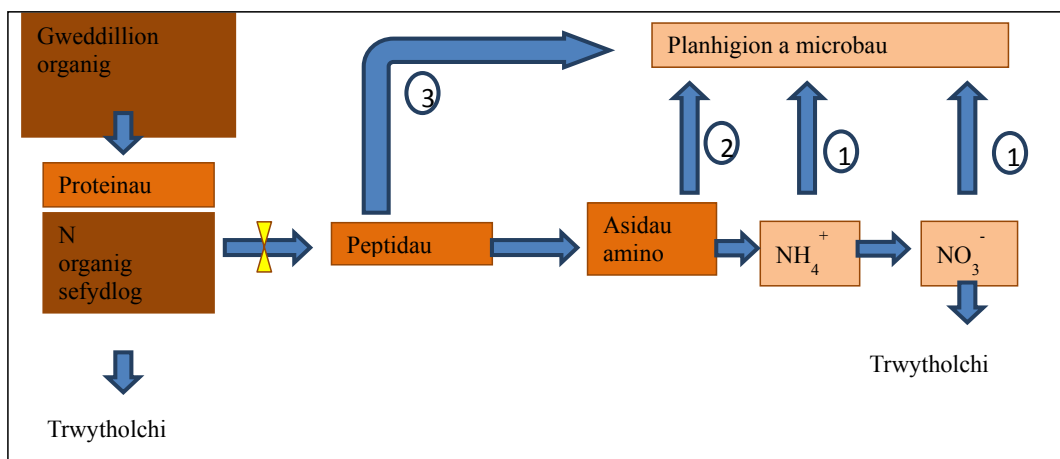 Gweddillion
organig
Planhigion a microbau
3
2
1
1
Proteinau
N
organig
sefydlog
Peptidau
Asidau
amino
NH4+
NO3-
Trwytholchi
Trwytholchi